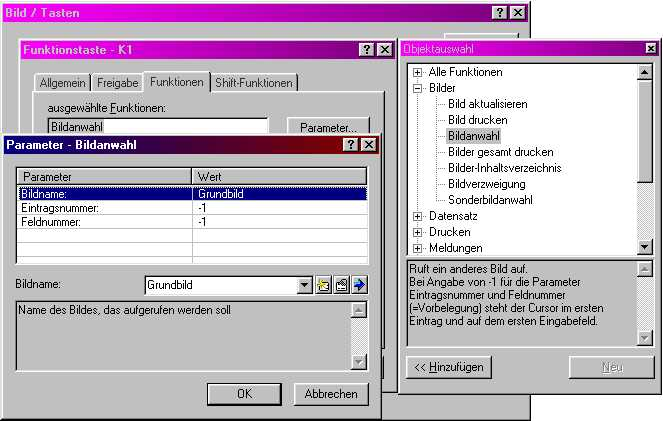 Bild / Tasten
Funktionstaste - K1
Allgemein Freigabe Funktionen Shift-Funktionen
ausgewählte Funktionen:
Bildanwahl
Parameter...
Parameter - Bildanwahl
Parameter Wert
Bildname: Grundbild
Eintragsnummer: -1
Feldnummer: -1
Bildname: Grundbild
Name des Bildes, das aufgerufen werden soll
OK Abbrechen
Objektauswahl
Alle Funktionen
Bilder
Bild aktualisieren
Bild drucken
Bildanwahl
Bilder gesamt drucken
Bilder-Inhaltsverzeichnis
Bildverzweigung
Sonderbildanwahl
Datensatz
Drucken
Meldungen
Ruft ein anderes Bild auf.
Bei Angabe von -1 für die Parameter
Eintragsnummer und Feldnummer
(=Vorbelegung) steht der Cursor im ersten
Eintrag und auf dem ersten Eingabefeld.
<< Hinzufügen Neu